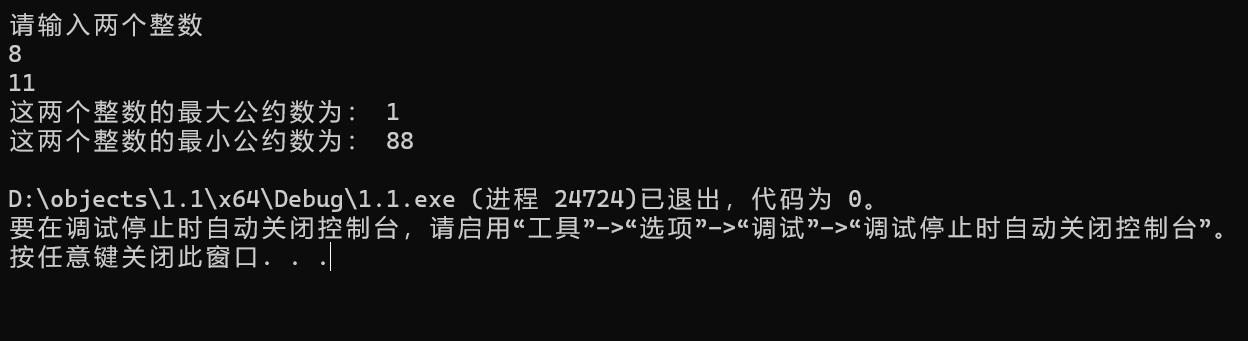 请输入两个整数
8
11
这两个整数的最大公约数为： 1
这两个整数的最小公约数为： 88
D:\objects\1.1\x64\Debug\1.1.exe (进程 24724)已退出，代码为 0。
要在调试停止时自动关闭控制台，请启用“工具”->“选项”->“调试”->“调试停止时自动关闭控制台”。
按任意键关闭此窗口. . .